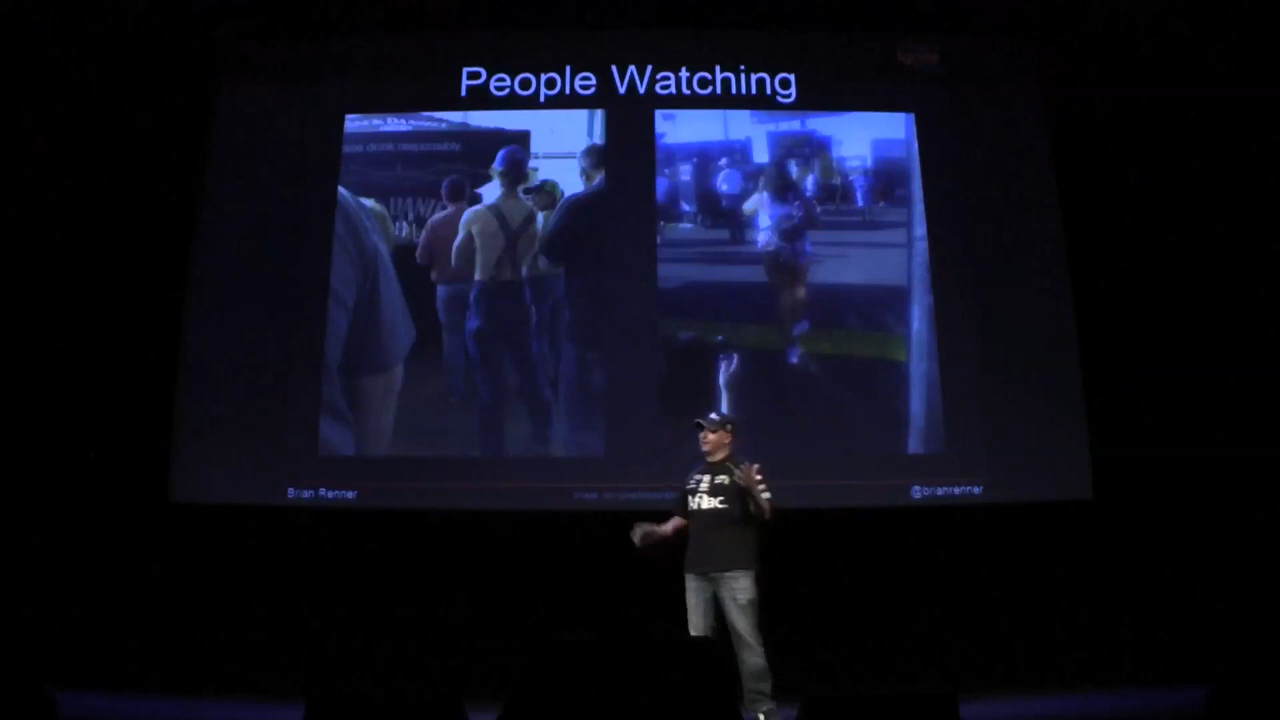 People Watching
drink responsibly
Brian Renner
@brianrenner
Aflac